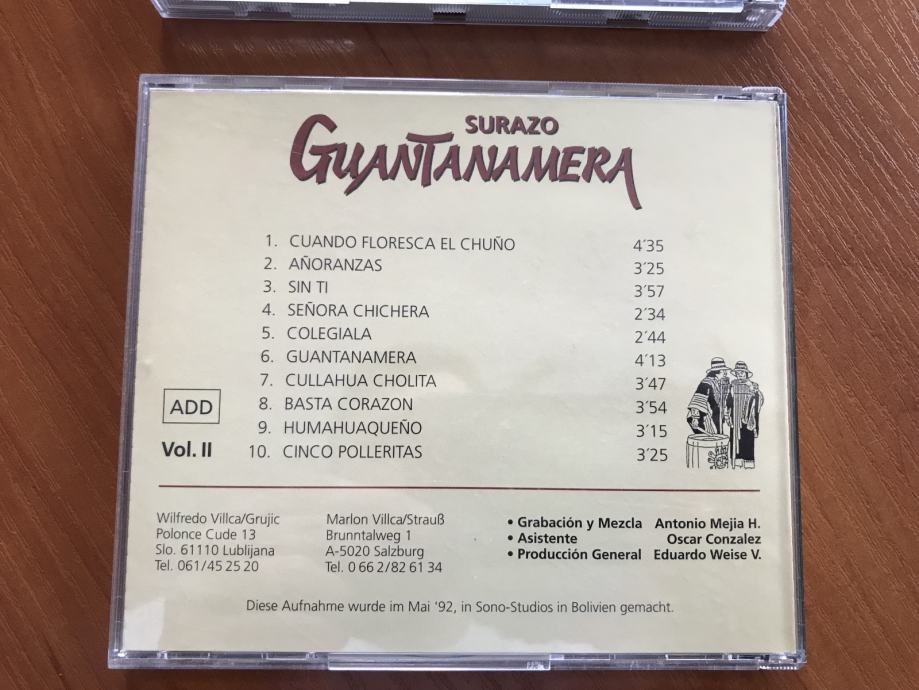 SURAZO
GUANTANAMERA
1. CUANDO FLORESCA EL CHUÑO 4´35
2. AÑORANZAS 3´25
3. SIN TI 3´57
4. SEÑORA CHICHERA 2´34
5. COLEGIALA 2´44
6. GUANTANAMERA 4´13
7. CULLAHUA CHOLITA 3´47
8. BASTA CORAZON 3´54
9. HUMAHUAQUEÑO 3´15
10. CINCO POLLERITAS 3´25
ADD
Vol. II
Wilfredo Villca/Grujic
Polonce Cude 13
Slo. 61110 Lublijana
Tel. 061/45 25 20
Marlon Villca/Strauß
Brunntalweg 1
A-5020 Salzburg
Tel. 0 66 2/82 61 34
• Grabación y Mezcla Antonio Mejia H.
• Asistente Oscar Conzalez
• Producción General Eduardo Weise V.
Diese Aufnahme wurde im Mai '92, in Sono-Studios in Bolivien gemacht.